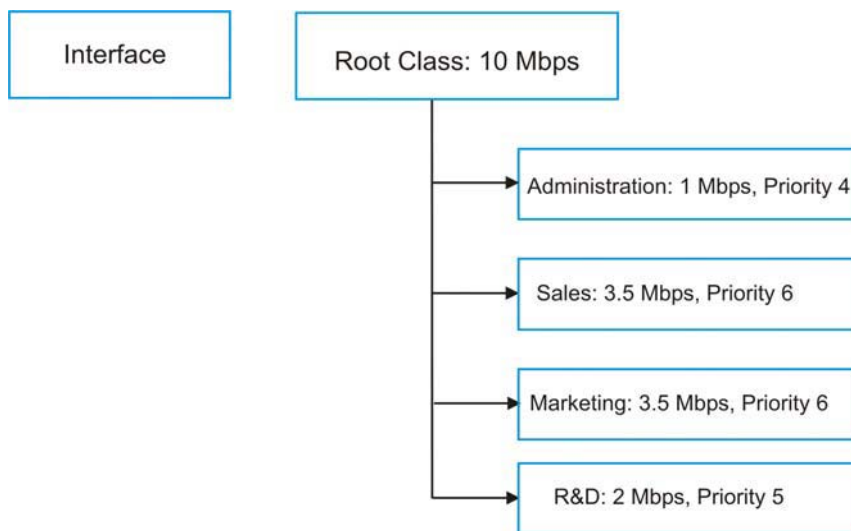 Interface
Root Class: 10 Mbps
Administration: 1 Mbps, Priority 4
Sales: 3.5 Mbps, Priority 6
Marketing: 3.5 Mbps, Priority 6
R&D: 2 Mbps, Priority 5